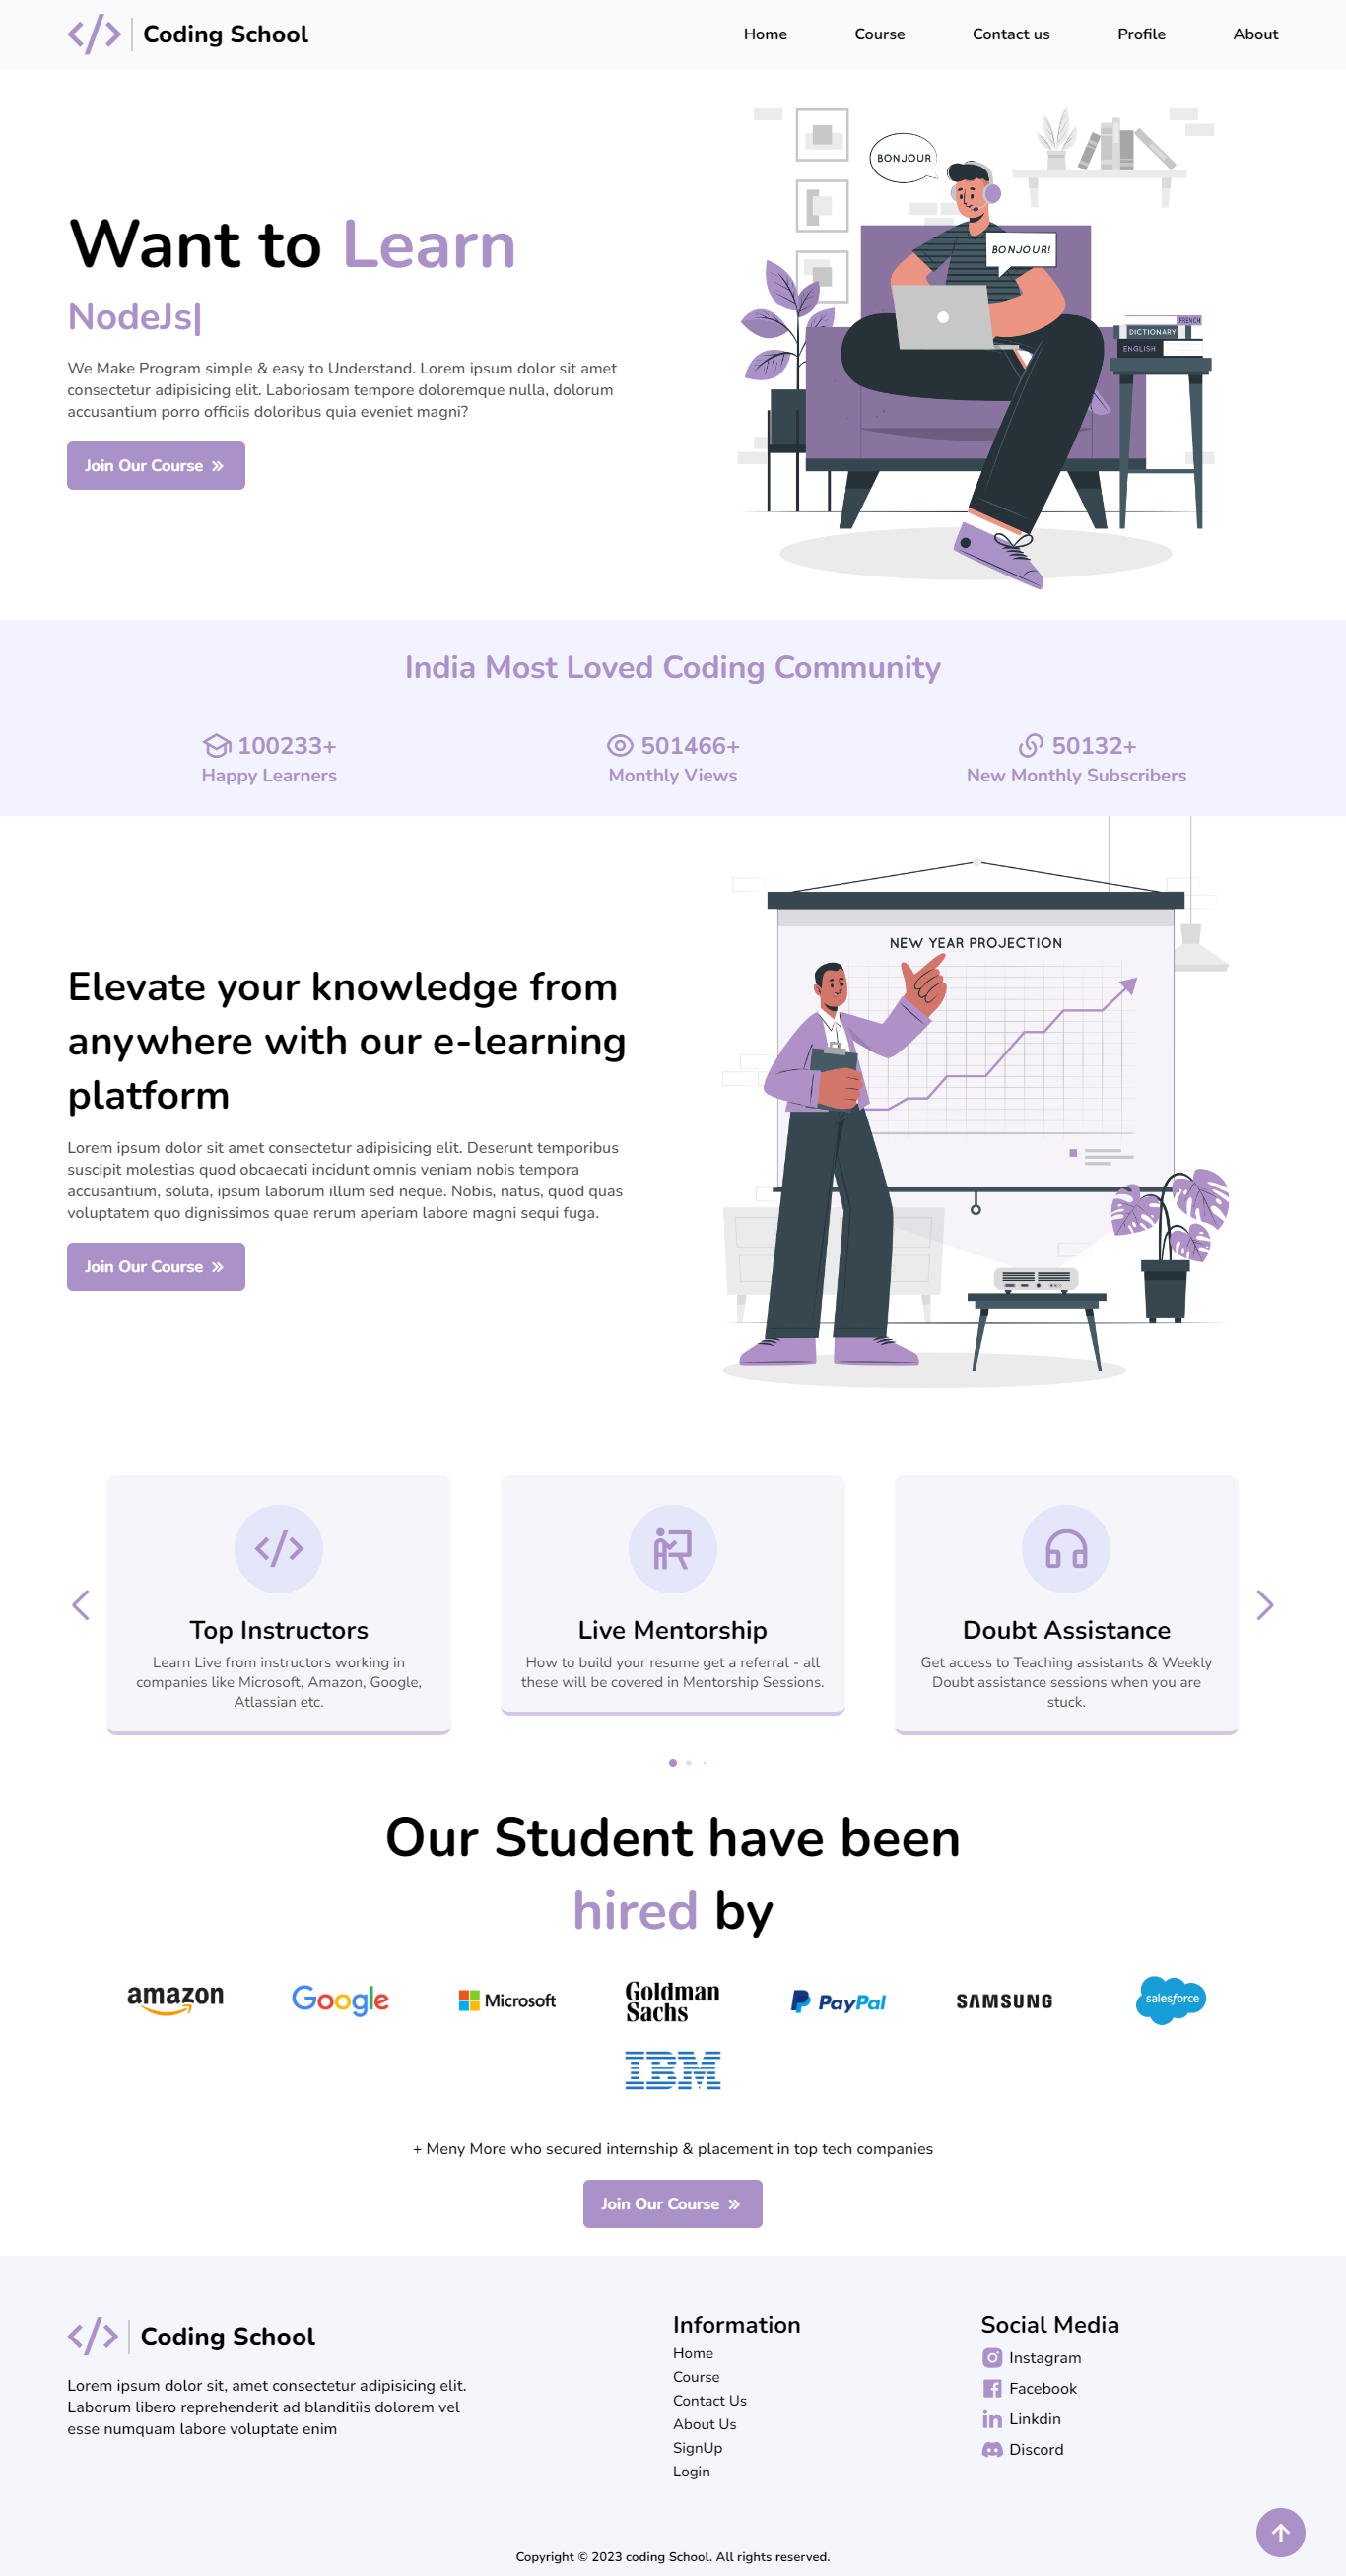 Coding School
Home Course Contact us Profile About
BONJOUR
BONJOUR!
FRENCH
DICTIONARY
ENGLISH
Want to Learn
NodeJs|
We Make Program simple & easy to Understand. Lorem ipsum dolor sit amet
consectetur adipisicing elit. Laboriosam tempore doloremque nulla, dolorum
accusantium porro officiis doloribus quia eveniet magni?
Join Our Course »
India Most Loved Coding Community
100233+
Happy Learners
501466+
Monthly Views
50132+
New Monthly Subscribers
NEW YEAR PROJECTION
Elevate your knowledge from
anywhere with our e-learning
platform
Lorem ipsum dolor sit amet consectetur adipisicing elit. Deserunt temporibus
suscipit molestias quod obcaecati incidunt omnis veniam nobis tempora
accusantium, soluta, ipsum laborum illum sed neque. Nobis, natus, quod quas
voluptatem quo dignissimos quae rerum aperiam labore magni sequi fuga.
Join Our Course »
Top Instructors
Learn Live from instructors working in
companies like Microsoft, Amazon, Google,
Atlassian etc.
Live Mentorship
How to build your resume get a referral - all
these will be covered in Mentorship Sessions.
Doubt Assistance
Get access to Teaching assistants & Weekly
Doubt assistance sessions when you are
stuck.
Our Student have been
hired by
amazon
Google
Microsoft
Goldman
Sachs
PayPal
SAMSUNG
salesforce
IBM
+ Meny More who secured internship & placement in top tech companies
Join Our Course »
Coding School
Lorem ipsum dolor sit, amet consectetur adipisicing elit.
Laborum libero reprehenderit ad blanditiis dolorem vel
esse numquam labore voluptate enim
Information
Home
Course
Contact Us
About Us
SignUp
Login
Social Media
Instagram
Facebook
Linkdin
Discord
Copyright © 2023 coding School. All rights reserved.